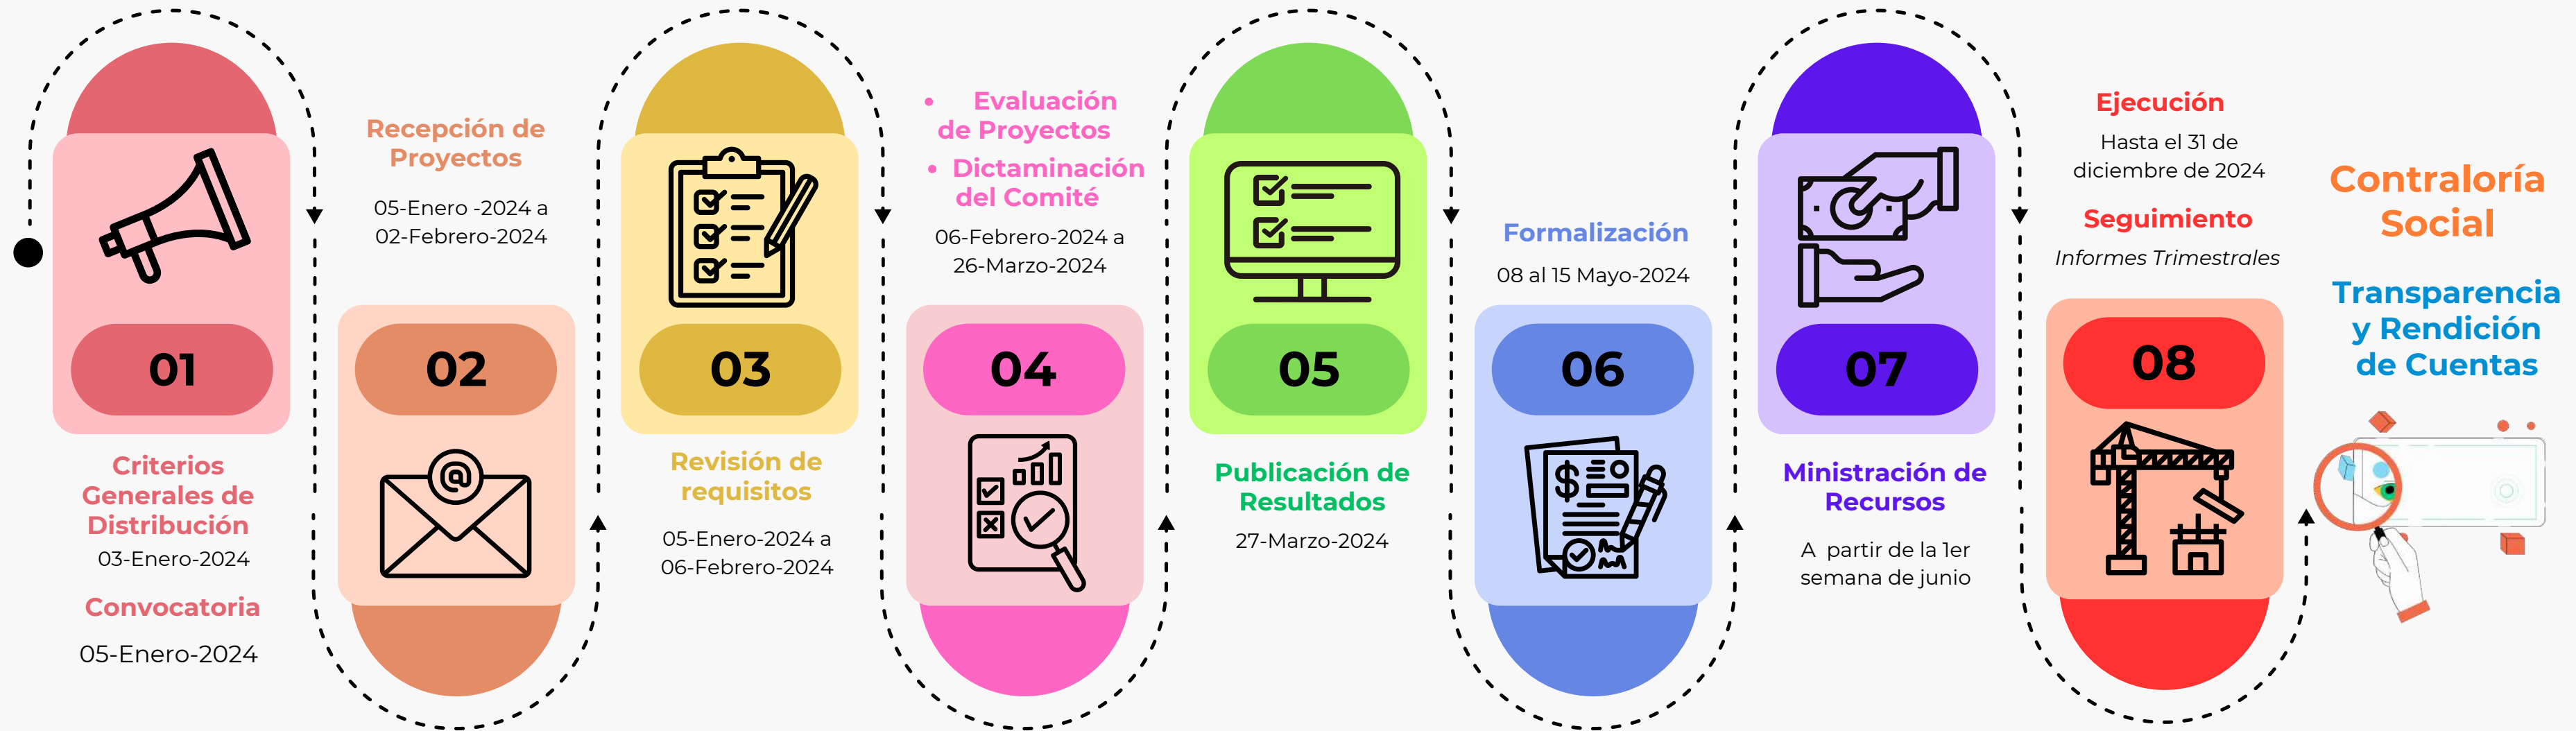 01
Criterios
Generales de
Distribución
03-Enero-2024
Convocatoria
05-Enero-2024
Recepción de
Proyectos
05-Enero -2024 a
02-Febrero-2024
02
@
03
Revisión de
requisitos
05-Enero-2024 a
06-Febrero-2024
• Evaluación
de Proyectos
• Dictaminación
del Comité
06-Febrero-2024 a
26-Marzo-2024
04
05
Publicación de
Resultados
27-Marzo-2024
Formalización
08 al 15 Mayo-2024
06
$
07
Ministración de
Recursos
A partir de la 1er
semana de junio
Ejecución
Hasta el 31 de
diciembre de 2024
Seguimiento
Informes Trimestrales
08
Contraloría
Social
Transparencia
y Rendición
de Cuentas